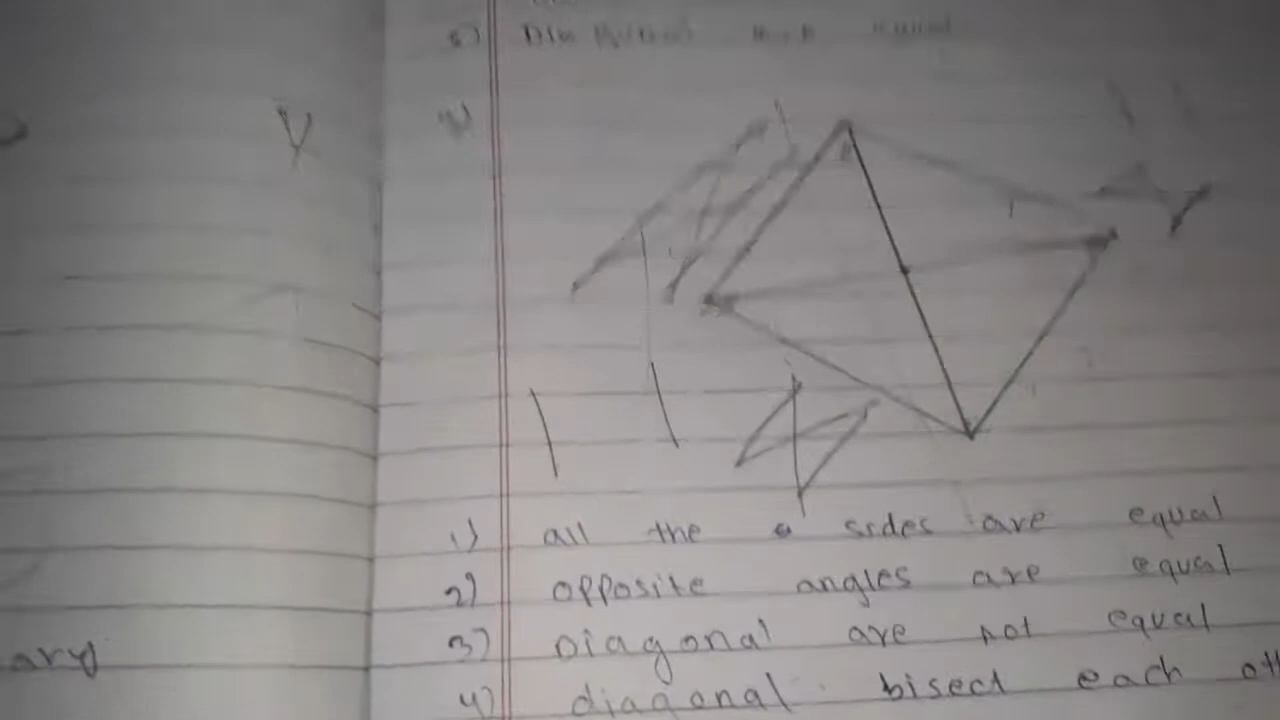 1) all the sides are equal
2) opposite angles are equal
3) Diagonal are not equal
4) diagonal bisect each